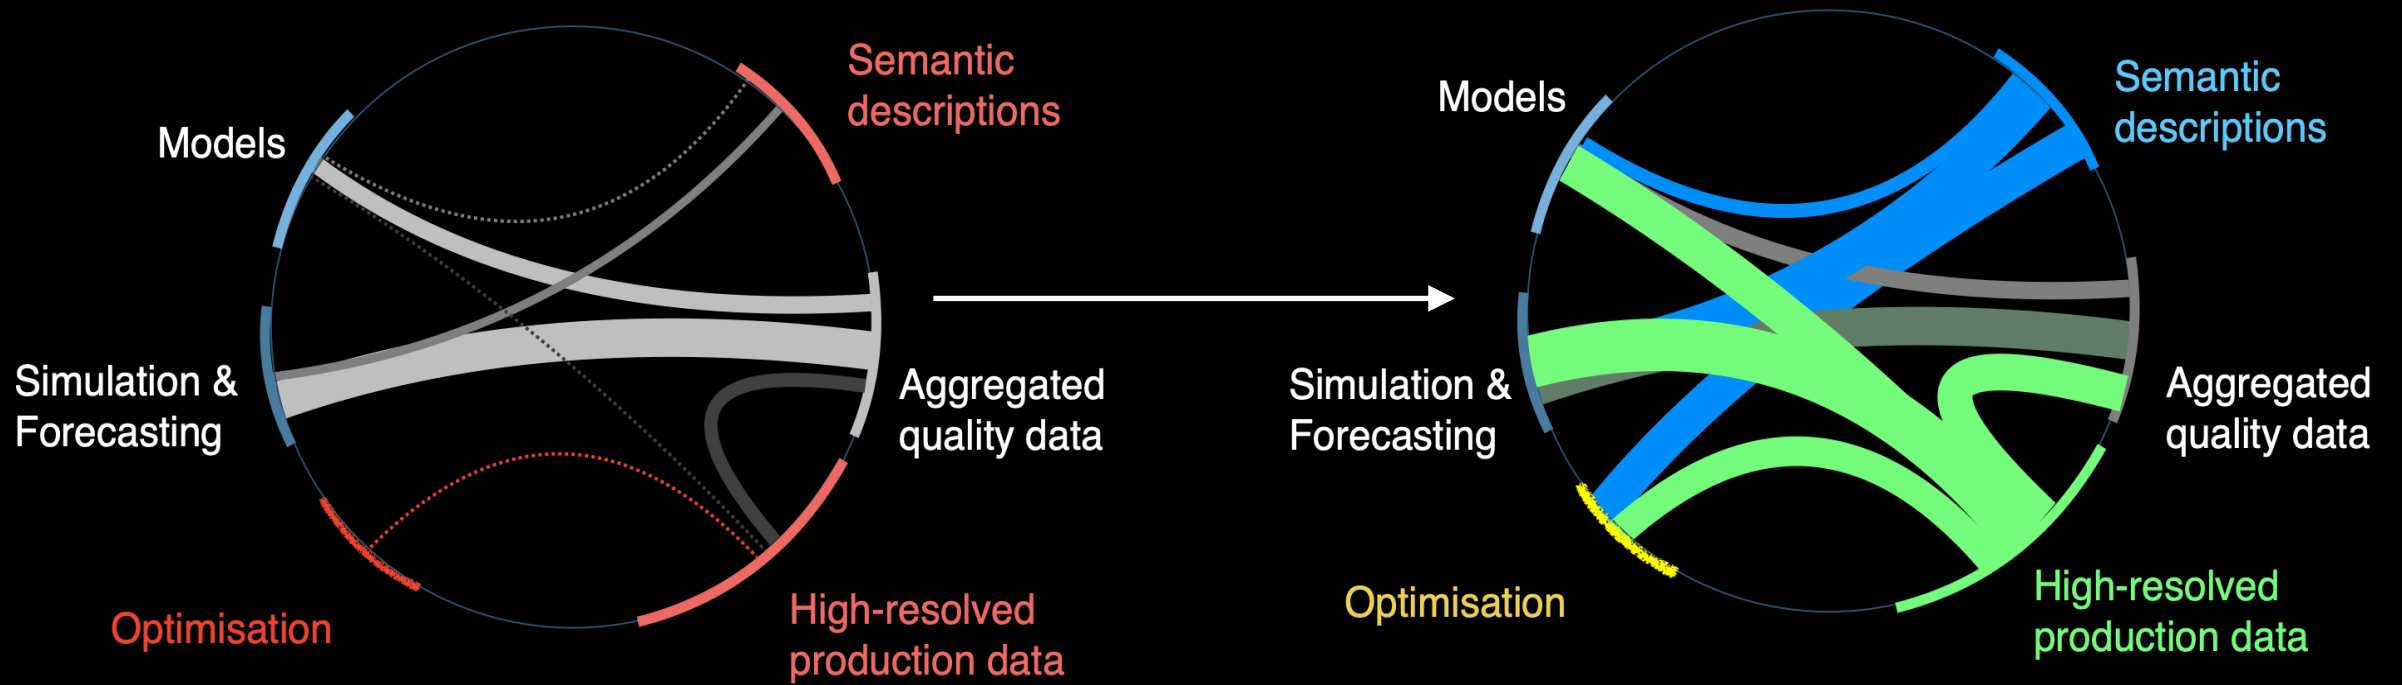 Semantic
descriptions
Models
Simulation &
Forecasting
Aggregated
quality data
Optimisation
High-resolved
production data
Semantic
descriptions
Models
Simulation &
Forecasting
Aggregated
quality data
Optimisation
High-resolved
production data